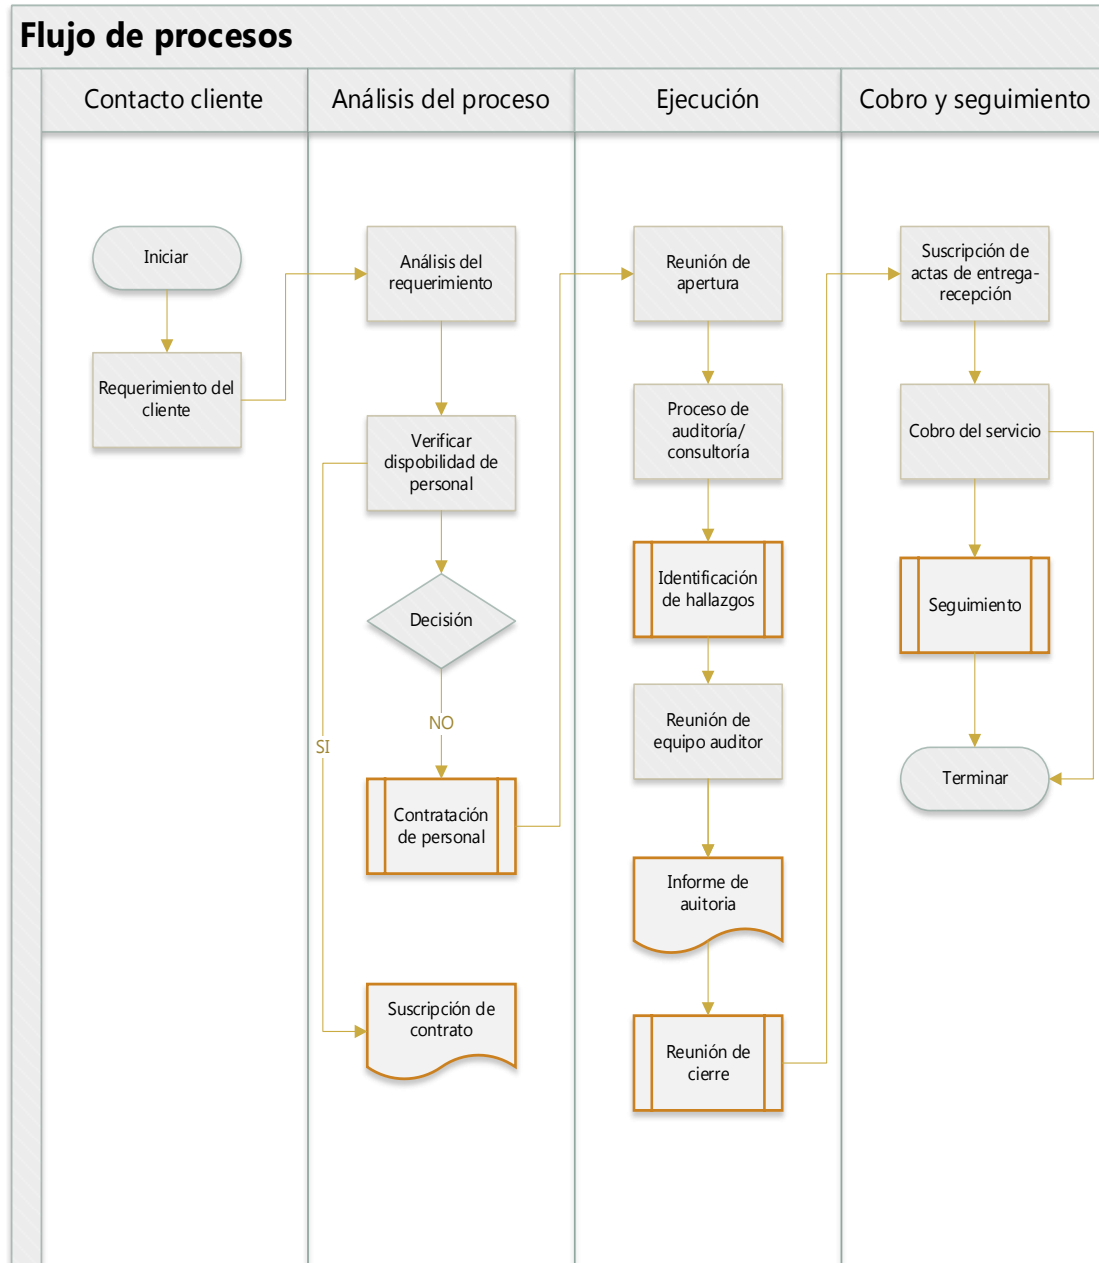 Flujo de procesos
Contacto cliente
Análisis del proceso
Ejecución
Cobro y seguimiento
Iniciar
Requerimiento del
cliente
Análisis del
requerimiento
Verificar
dispobilidad de
personal
Decisión
NO
SI
Contratación
de personal
Suscripción de
contrato
Reunión de
apertura
Proceso de
auditoría/
consultoría
Identificación
de hallazgos
Reunión de
equipo auditor
Informe de
auitoria
Reunión de
cierre
Suscripción de
actas de entrega-
recepción
Cobro del servicio
Seguimiento
Terminar